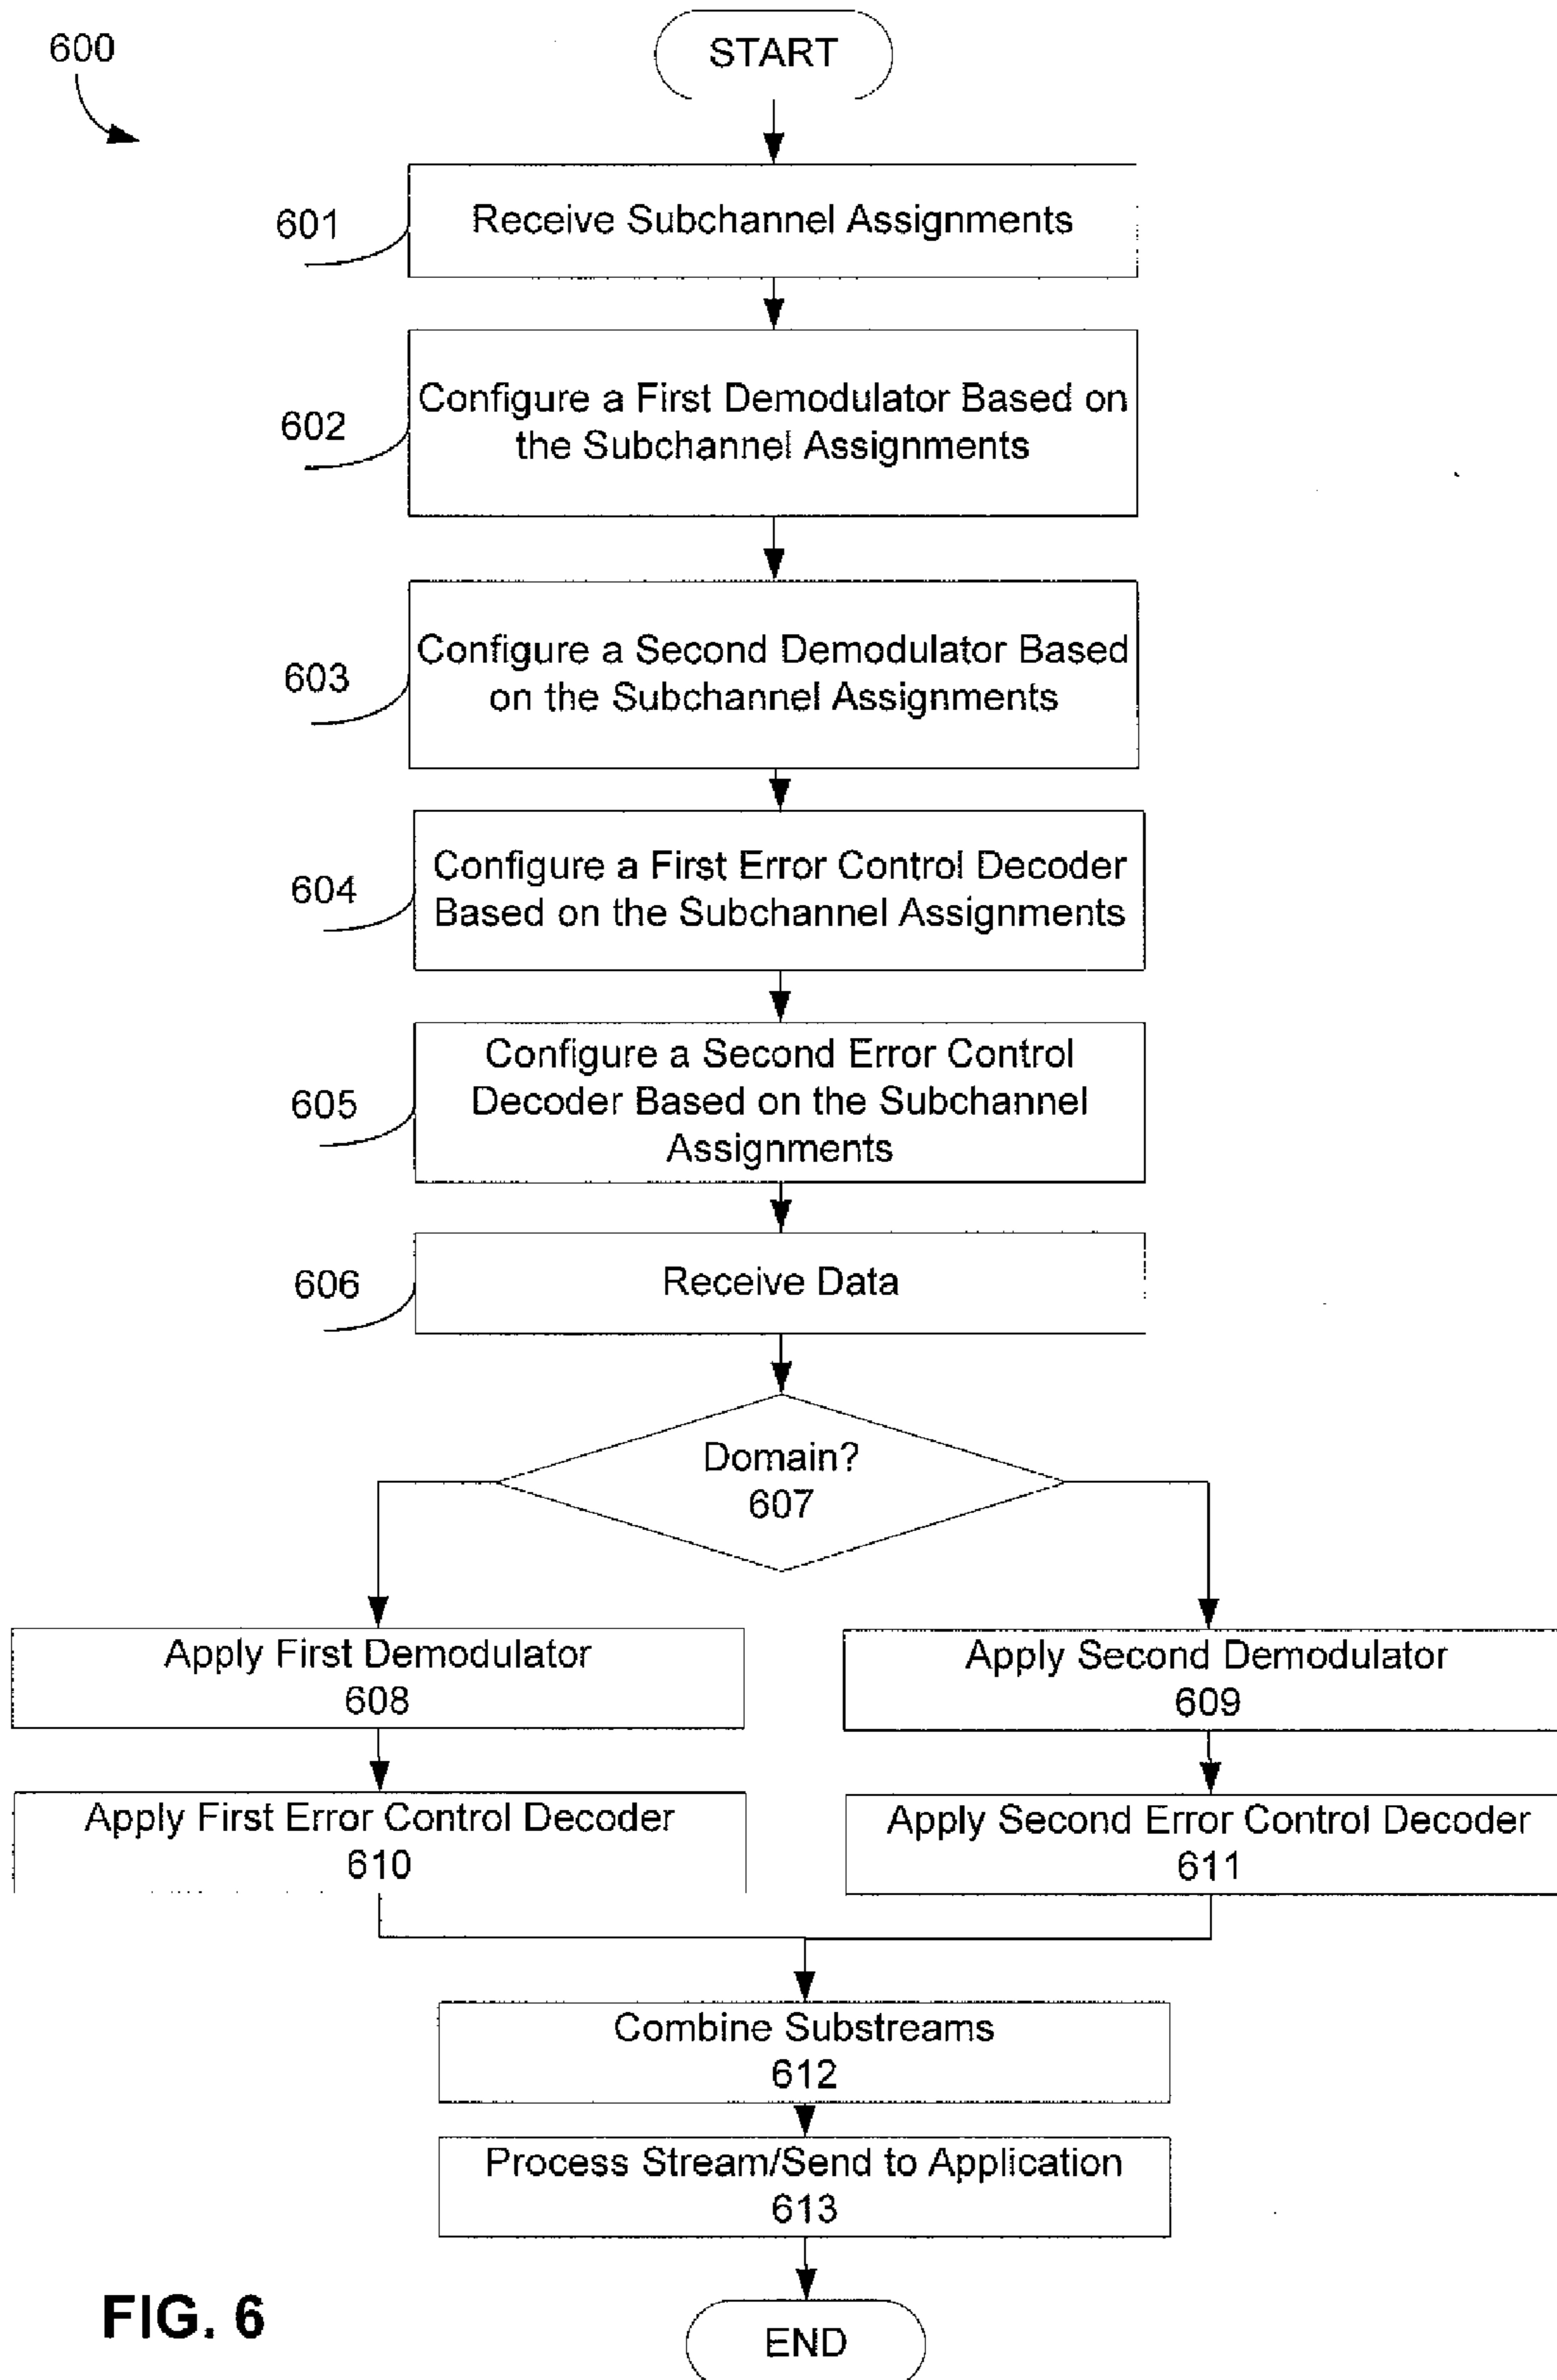 600
START
601
Receive Subchannel Assignments
602
Configure a First Demodulator Based on
the Subchannel Assignments
603
Configure a Second Demodulator Based
on the Subchannel Assignments
604
Configure a First Error Control Decoder
Based on the Subchannel Assignments
605
Configure a Second Error Control
Decoder Based on the Subchannel
Assignments
606
Receive Data
Domain?
607
Apply First Demodulator
608
Apply Second Demodulator
609
Apply First Error Control Decoder
610
Apply Second Error Control Decoder
611
Combine Substreams
612
Process Stream/Send to Application
613
END
FIG. 6